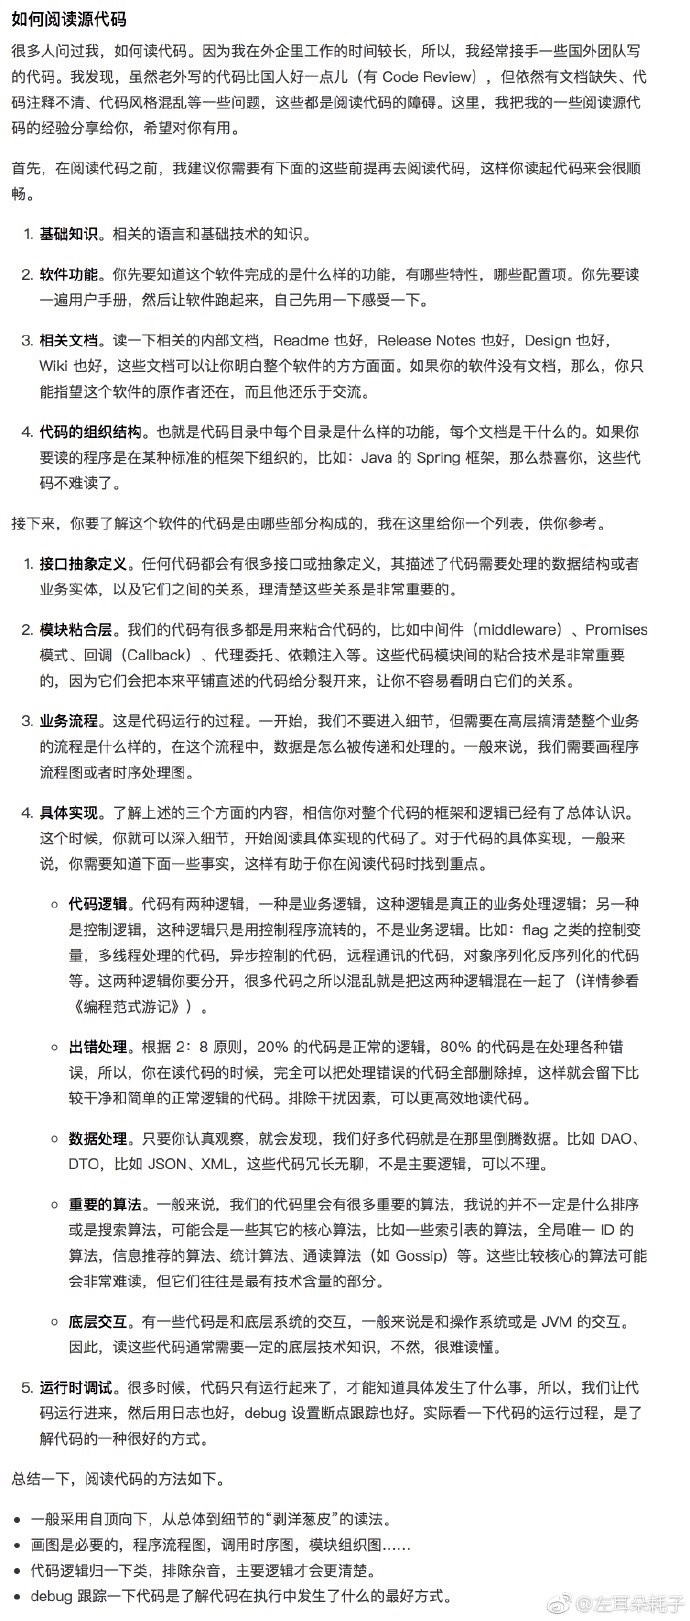 如何阅读源代码
很多人问过我，如何读代码。因为我在外企里工作的时间较长，所以，我经常接手一些国外团队写
的代码。我发现，虽然老外写的代码比国人好一点儿（有 Code Review），但依然有文档缺失、代
码注释不清、代码风格混乱等一些问题，这些都是阅读代码的障碍。这里，我把我的一些阅读源代
码的经验分享给你，希望对你有用。
首先，在阅读代码之前，我建议你需要有下面的这些前提再去阅读代码，这样你读起代码来会很顺
畅。
1. 基础知识。相关的语言和基础技术的知识。
2. 软件功能。你先要知道这个软件完成的是什么样的功能，有哪些特性，哪些配置项。你先要读
一遍用户手册，然后让软件跑起来，自己先用一下感受一下。
3. 相关文档。读一下相关的内部文档，Readme 也好，Release Notes 也好，Design 也好，
Wiki 也好，这些文档可以让你明白整个软件的方方面面。如果你的软件没有文档，那么，你只
能指望这个软件的原作者还在，而且他还乐于交流。
4. 代码的组织结构。也就是代码目录中每个目录是什么样的功能，每个文档是干什么的。如果你
要读的程序是在某种标准的框架下组织的，比如：Java 的 Spring 框架，那么恭喜你，这些代
码不难读了。
接下来，你要了解这个软件的代码是由哪些部分构成的，我在这里给你一个列表，供你参考。
1. 接口抽象定义。任何代码都会有很多接口或抽象定义，其描述了代码需要处理的数据结构或者
业务实体，以及它们之间的关系，理清楚这些关系是非常重要的。
2. 模块粘合层。我们的代码有很多都是用来粘合代码的，比如中间件（middleware）、Promises
模式、回调（Callback）、代理委托、依赖注入等。这些代码模块间的粘合技术是非常重要
的，因为它们会把本来平铺直述的代码给分裂开来，让你不容易看明白它们的关系。
3. 业务流程。这是代码运行的过程。一开始，我们不要进入细节，但需要在高层搞清楚整个业务
的流程是什么样的，在这个流程中，数据是怎么被传递和处理的。一般来说，我们需要画程序
流程图或者时序处理图。
4. 具体实现。了解上述的三个方面的内容，相信你对整个代码的框架和逻辑已经有了总体认识。
这个时候，你就可以深入细节，开始阅读具体实现的代码了。对于代码的具体实现，一般来
说，你需要知道下面一些事实，这样有助于你在阅读代码时找到重点。
○ 代码逻辑。代码有两种逻辑，一种是业务逻辑，这种逻辑是真正的业务处理逻辑；另一种
是控制逻辑，这种逻辑只是用控制程序流转的，不是业务逻辑。比如：flag 之类的控制变
量，多线程处理的代码，异步控制的代码，远程通讯的代码，对象序列化反序列化的代码
等。这两种逻辑你要分开，很多代码之所以混乱就是把这两种逻辑混在一起了（详情参看
《编程范式游记》）。
○ 出错处理。根据 2：8 原则，20% 的代码是正常的逻辑，80% 的代码是在处理各种错
误，所以，你在读代码的时候，完全可以把处理错误的代码全部删除掉，这样就会留下比
较干净和简单的正常逻辑的代码。排除干扰因素，可以更高效地读代码。
○ 数据处理。只要你认真观察，就会发现，我们好多代码就是在那里倒腾数据。比如 DAO、
DTO，比如 JSON、XML，这些代码冗长无聊，不是主要逻辑，可以不理。
○ 重要的算法。一般来说，我们的代码里会有很多重要的算法，我说的并不一定是什么排序
或是搜索算法，可能会是一些其它的核心算法，比如一些索引表的算法，全局唯一 ID 的
算法，信息推荐的算法、统计算法、通读算法（如 Gossip）等。这些比较核心的算法可能
会非常难读，但它们往往是最有技术含量的部分。
○ 底层交互。有一些代码是和底层系统的交互，一般来说是和操作系统或是 JVM 的交互。
因此，读这些代码通常需要一定的底层技术知识，不然，很难读懂。
5. 运行时调试。很多时候，代码只有运行起来了，才能知道具体发生了什么事，所以，我们让代
码运行进来，然后用日志也好，debug 设置断点跟踪也好。实际看一下代码的运行过程，是了
解代码的一种很好的方式。
总结一下，阅读代码的方法如下。
• 一般采用自顶向下，从总体到细节的“剥洋葱皮”的读法。
• 画图是必要的，程序流程图，调用时序图，模块组织图……
• 代码逻辑归一下类，排除杂音，主要逻辑才会更清楚。
• debug 跟踪一下代码是了解代码在执行中发生了什么的最好方式。
@左耳朵耗子